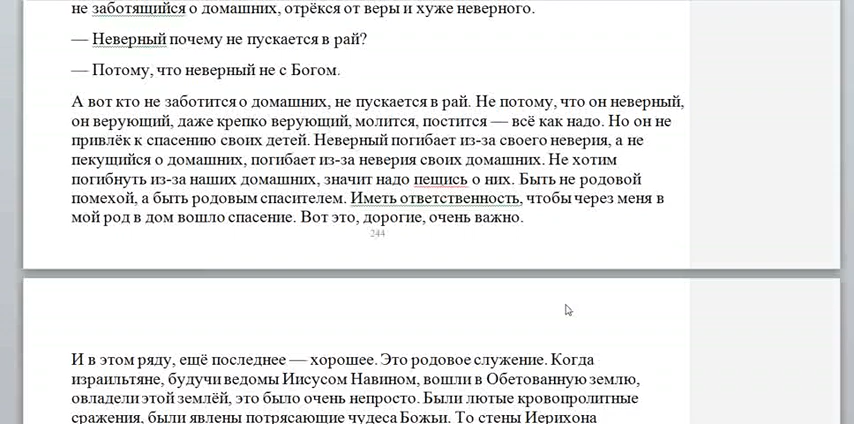 не заботящийся о домашних, отрёкся от веры и хуже неверного.
— Неверный почему не пускается в рай?
— Потому, что неверный не с Богом.
А вот кто не заботится о домашних, не пускается в рай. Не потому, что он неверный,
он верующий, даже крепко верующий, молится, постится — всё как надо. Но он не
привлёк к спасению своих детей. Неверный погибает из-за своего неверия, а не
пекущийся о домашних, погибает из-за неверия своих домашних. Не хотим
погибнуть из-за наших домашних, значит надо пещись о них. Быть не родовой
помехой, а быть родовым спасителем. Иметь ответственность, чтобы через меня в
мой род в дом вошло спасение. Вот это, дорогие, очень важно.
244
И в этом ряду, ещё последнее — хорошее. Это родовое служение. Когда
израильтяне, будучи ведомы Иисусом Навином, вошли в Обетованную землю,
овладели этой землёй, это было очень непросто. Были лютые кровопролитные
сражения, были явлены потрясающие чудеса Божьи. То стены Иерихона